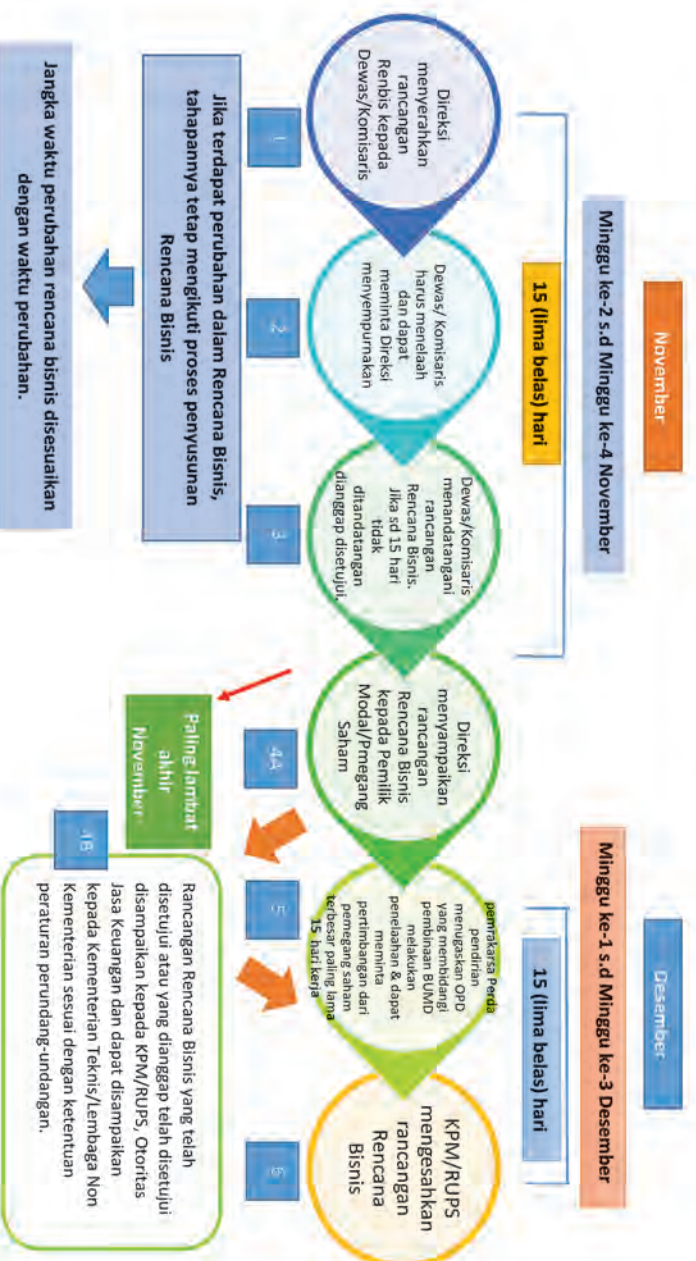 November
Desember
Minggu ke-2 s.d Minggu ke-4 November
Minggu ke-1 s.d Minggu ke-3 Desember
15 (lima belas) hari
15 (lima belas) hari
Direksi
menyerahkan
rancangan
Renbis kepada
Dewas/Komisaris
Dewas/ Komisaris
harus menelaah
dan dapat
meminta Direksi
menyempurnakan
Dewas/Komisaris
menandatangani
rancangan
Rencana Bisnis.
Jika sd 15 hari
tidak
ditandatangan
dianggap disetujui.
Direksi
menyampaikan
rancangan
Rencana Bisnis
kepada Pemilik
Modal/Pmegang
Saham
pemrakarsa Perda
pendirian
menugaskan OPD
yang membidangi
pembinaan BUMD
melakukan
penelaahan & dapat
meminta
pertimbangan dari
pemegang saham
terbesar paling lama
15 hari kerja
KPM/RUPS
mengesahkan
rancangan
Rencana
Bisnis
1
2
3
4A
5
6
Jika terdapat perubahan dalam Rencana Bisnis,
tahapannya tetap mengikuti proses penyusunan
Rencana Bisnis
Paling lambat
akhir
November
4B
Rancangan Rencana Bisnis yang telah
disetujui atau yang dianggap telah disetujui
disampaikan kepada KPM/RUPS, Otoritas
Jasa Keuangan dan dapat disampaikan
kepada Kementerian Teknis/Lembaga Non
Kementerian sesuai dengan ketentuan
peraturan perundang-undangan.
Jangka waktu perubahan rencana bisnis disesuaikan
dengan waktu perubahan.